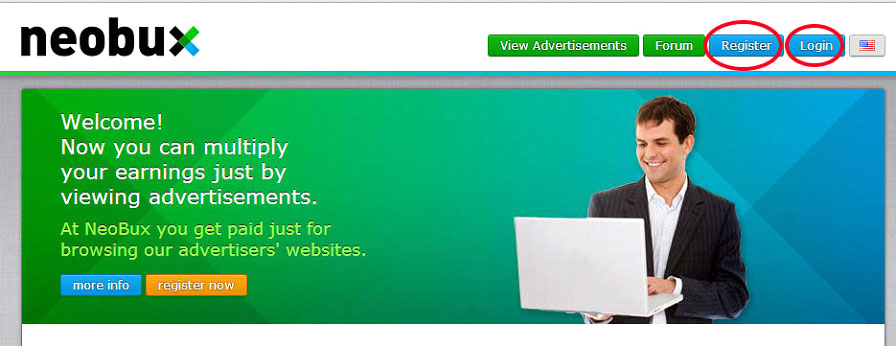 neobux
View Advertisements
Forum
Register
Login
Welcome!
Now you can multiply
your earnings just by
viewing advertisements.
At NeoBux you get paid just for
browsing our advertisers' websites.
more info
register now